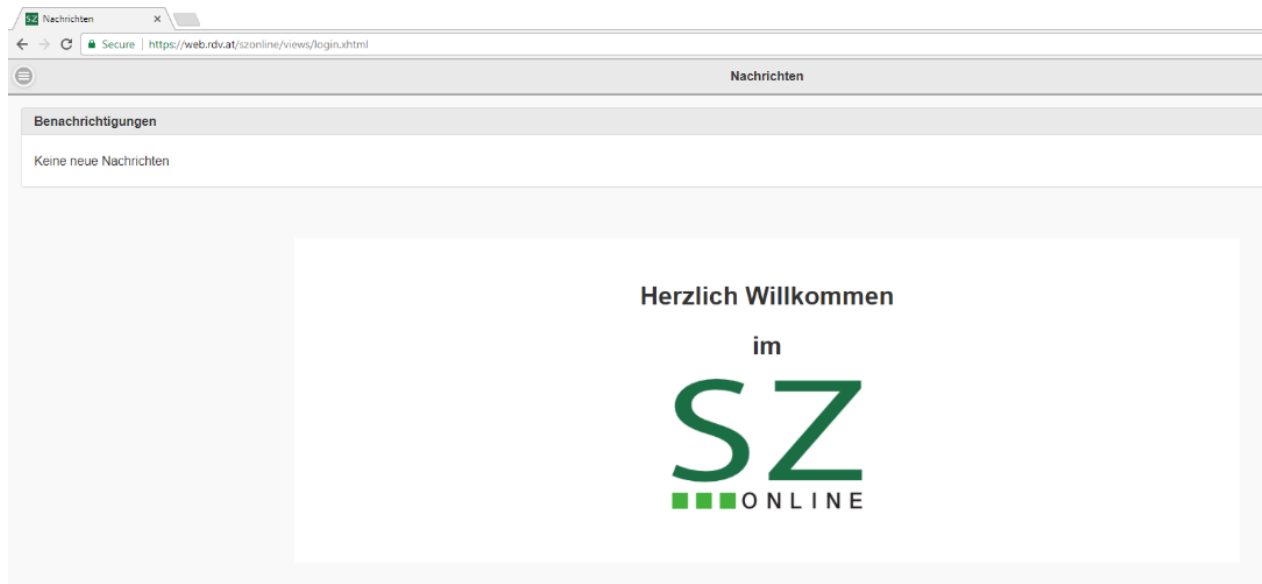 SZ Nachrichten
Secure | https://web.rdv.at/szonline/views/login.xhtml
Nachrichten
Benachrichtigungen
Keine neue Nachrichten
Herzlich Willkommen
im
SZ
ONLINE